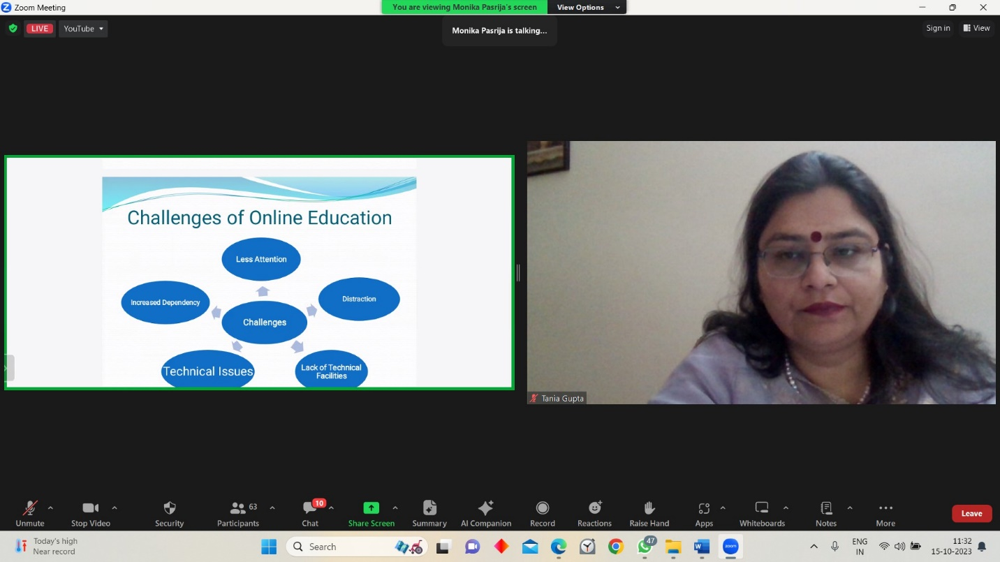 Zoom Meeting
You are viewing Monika Pasrija's screen
View Options
LIVE
YouTube
Monika Pasrija is talking...
Sign in
View
Challenges of Online Education
Less Attention
Increased Dependency
Distraction
Challenges
Technical Issues
Lack of Technical
Facilities
Tania Gupta
Unmute
Stop Video
Security
63
Participants
10
Chat
Share Screen
Summary
AI Companion
Record
Reactions
Raise Hand
Apps
Whiteboards
Notes
More
Leave
Today's high
Near record
Search
47
W
zoom
ENG
IN
11:32
15-10-2023